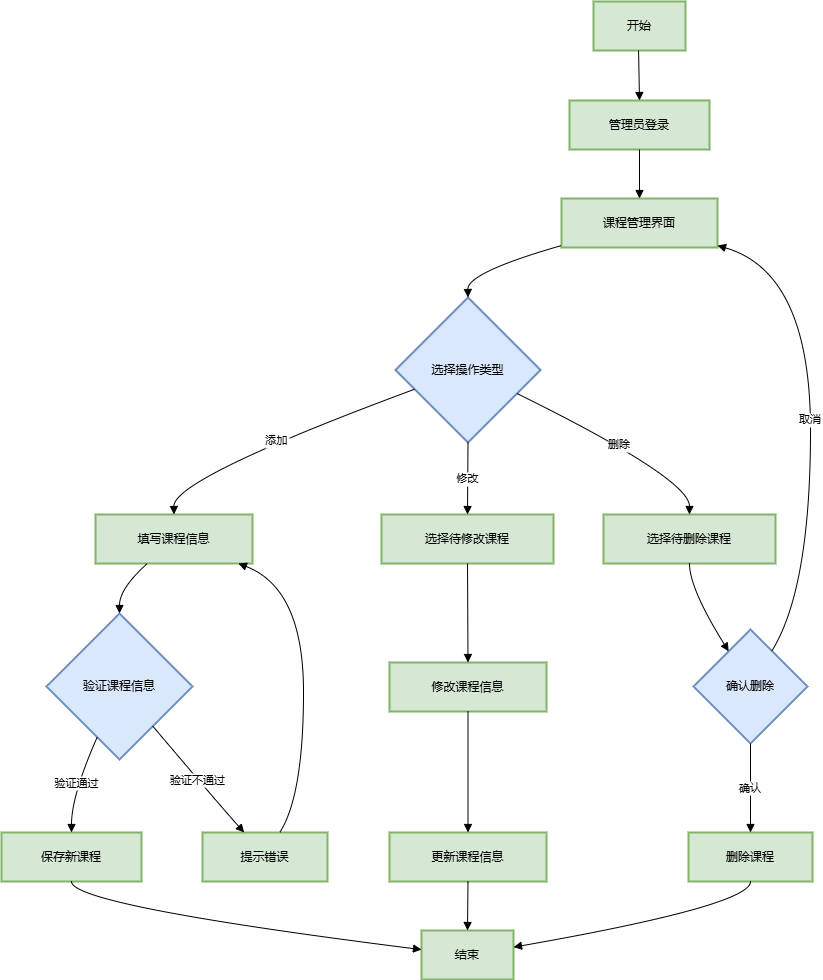 开始
管理员登录
课程管理界面
选择操作类型
取消
添加
修改
删除
填写课程信息
选择待修改课程
选择待删除课程
验证课程信息
修改课程信息
确认删除
验证通过
验证不通过
确认
保存新课程
提示错误
更新课程信息
删除课程
结束